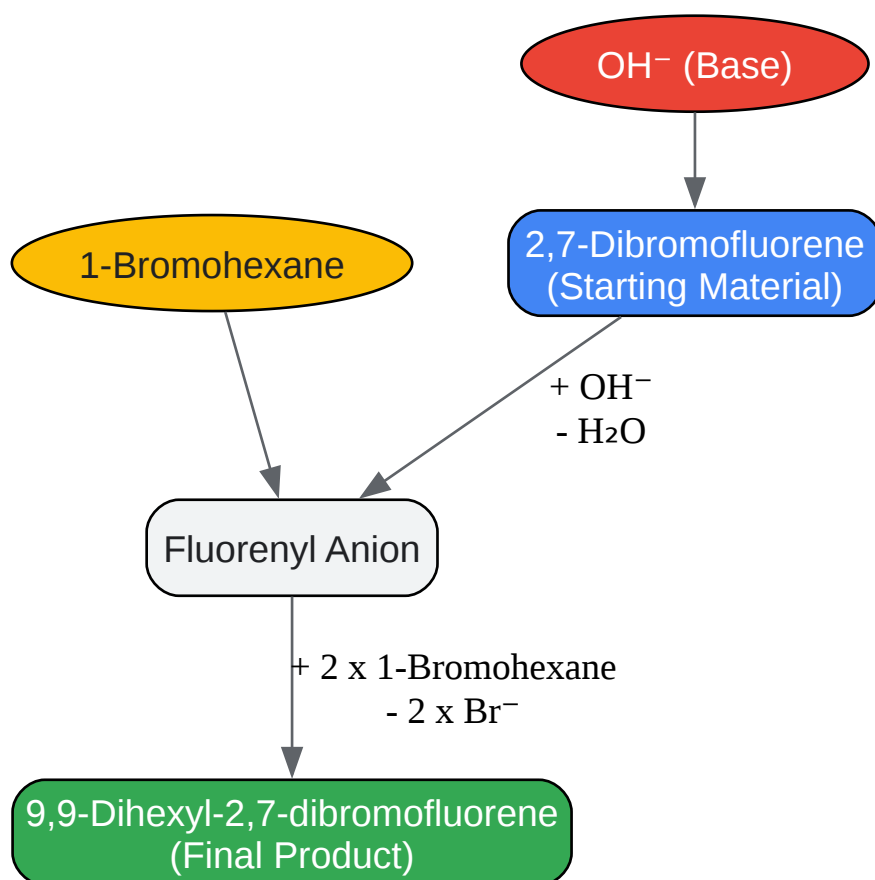 OH⁻ (Base)
2,7-Dibromofluorene
(Starting Material)
1-Bromohexane
+ OH⁻
- H₂O
Fluorenyl Anion
+ 2 x 1-Bromohexane
- 2 x Br⁻
9,9-Dihexyl-2,7-dibromofluorene
(Final Product)